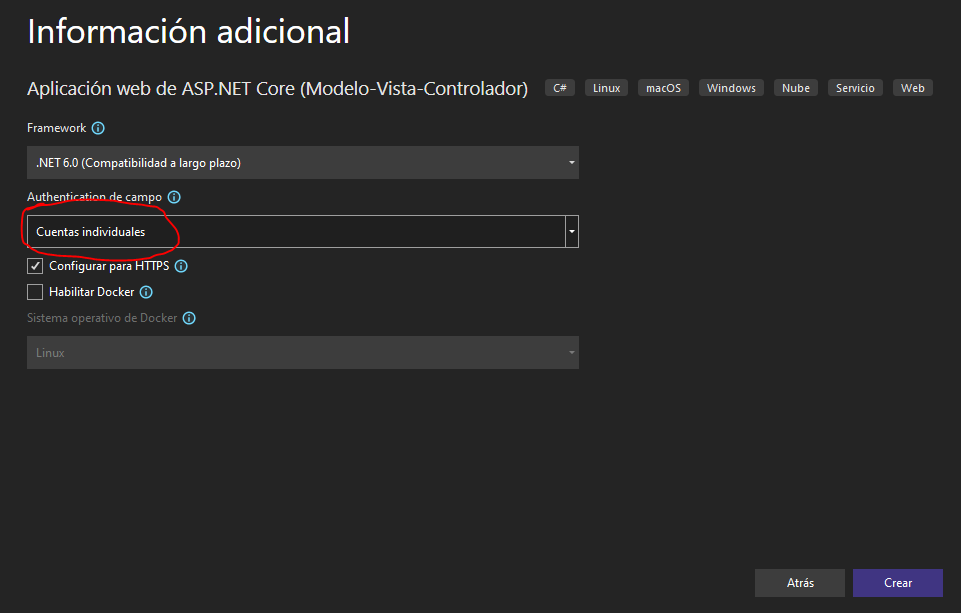 Información adicional
Aplicación web de ASP.NET Core (Modelo-Vista-Controlador) C# Linux macOS Windows Nube Servicio Web
Framework
.NET 6.0 (Compatibilidad a largo plazo)
Authentication de campo
Cuentas individuales
Configurar para HTTPS
Habilitar Docker
Sistema operativo de Docker
Linux
Atrás Crear